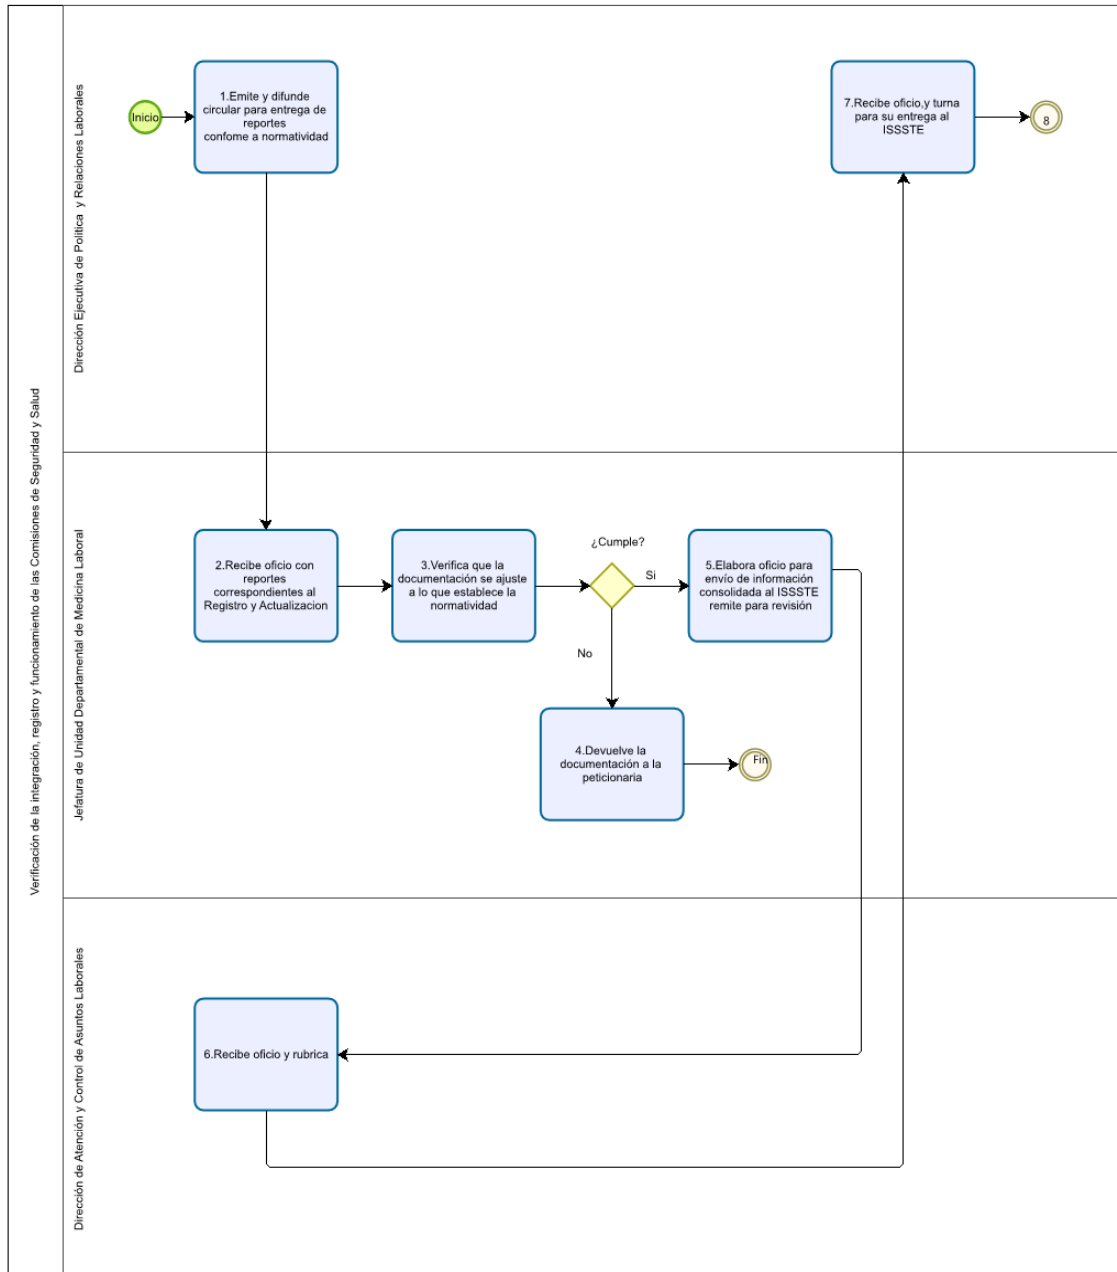 Verificación de la integración, registro y funcionamiento de las Comisiones de Seguridad y Salud
Dirección Ejecutiva de Politica y Relaciones Laborales
Inicio
1.Emite y difunde
circular para entrega de
reportes
confome a normatividad
7.Recibe oficio,y turna
para su entrega al
ISSSTE
8
Jefatura de Unidad Departamental de Medicina Laboral
2.Recibe oficio con
reportes
correspondientes al
Registro y Actualizacion
3.Verifica que la
documentación se ajuste
a lo que establece la
normatividad
¿Cumple?
Si
5.Elabora oficio para
envío de información
consolidada al ISSSTE
remite para revisión
No
4.Devuelve la
documentación a la
peticionaria
Fin
Dirección de Atención y Control de Asuntos Laborales
6.Recibe oficio y rubrica